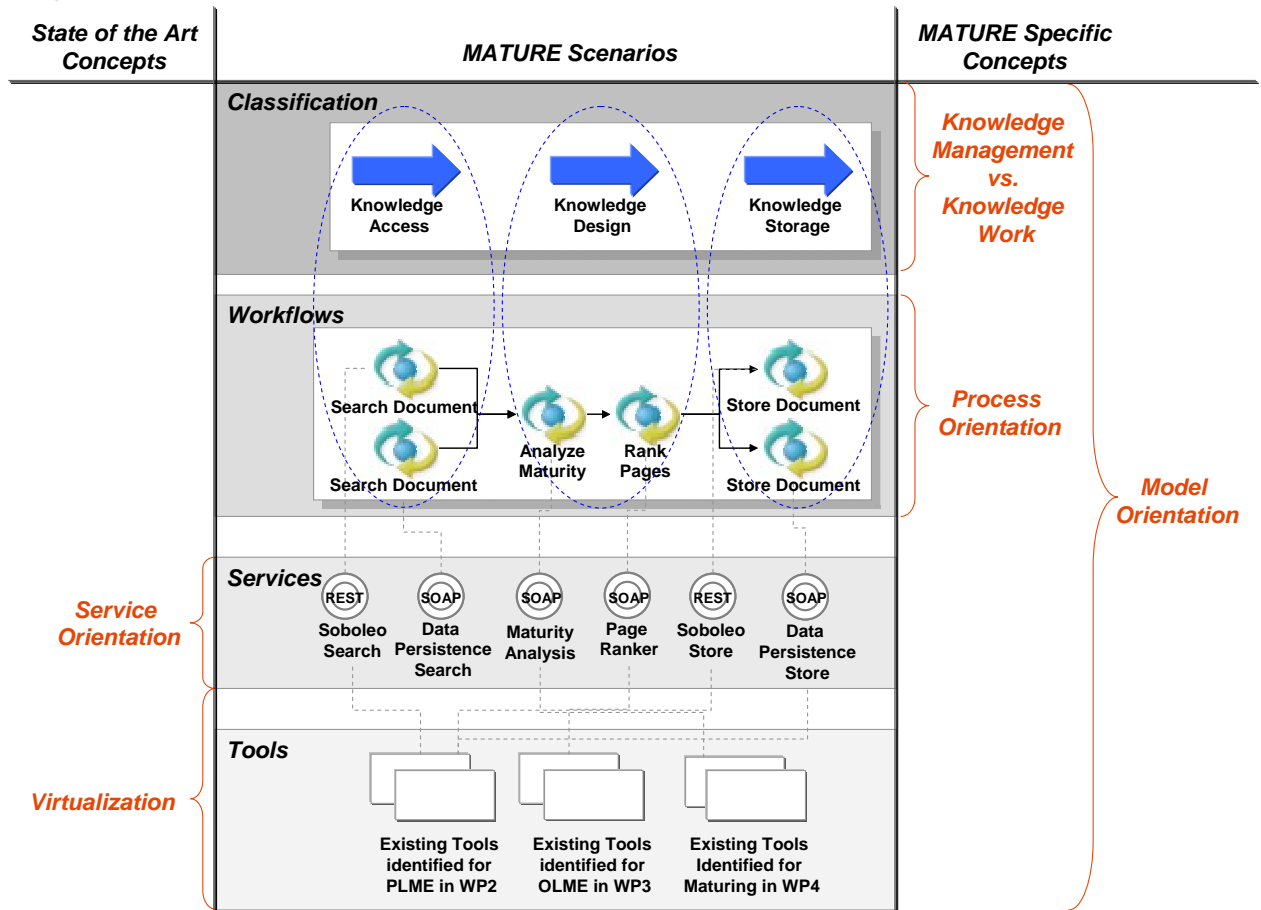 State of the Art
Concepts
MATURE Scenarios
MATURE Specific
Concepts
Classification
Knowledge
Access
Knowledge
Design
Knowledge
Storage
Knowledge
Management
vs.
Knowledge
Work
Workflows
Search Document
Search Document
Analyze
Maturity
Rank
Pages
Store Document
Store Document
Process
Orientation
Model
Orientation
Service
Orientation
Services
REST
Soboleo
Search
SOAP
Data
Persistence
Search
SOAP
Maturity
Analysis
SOAP
Page
Ranker
REST
Soboleo
Store
SOAP
Data
Persistence
Store
Virtualization
Tools
Existing Tools
identified for
PLME in WP2
Existing Tools
identified for
OLME in WP3
Existing Tools
Identified for
Maturing in WP4